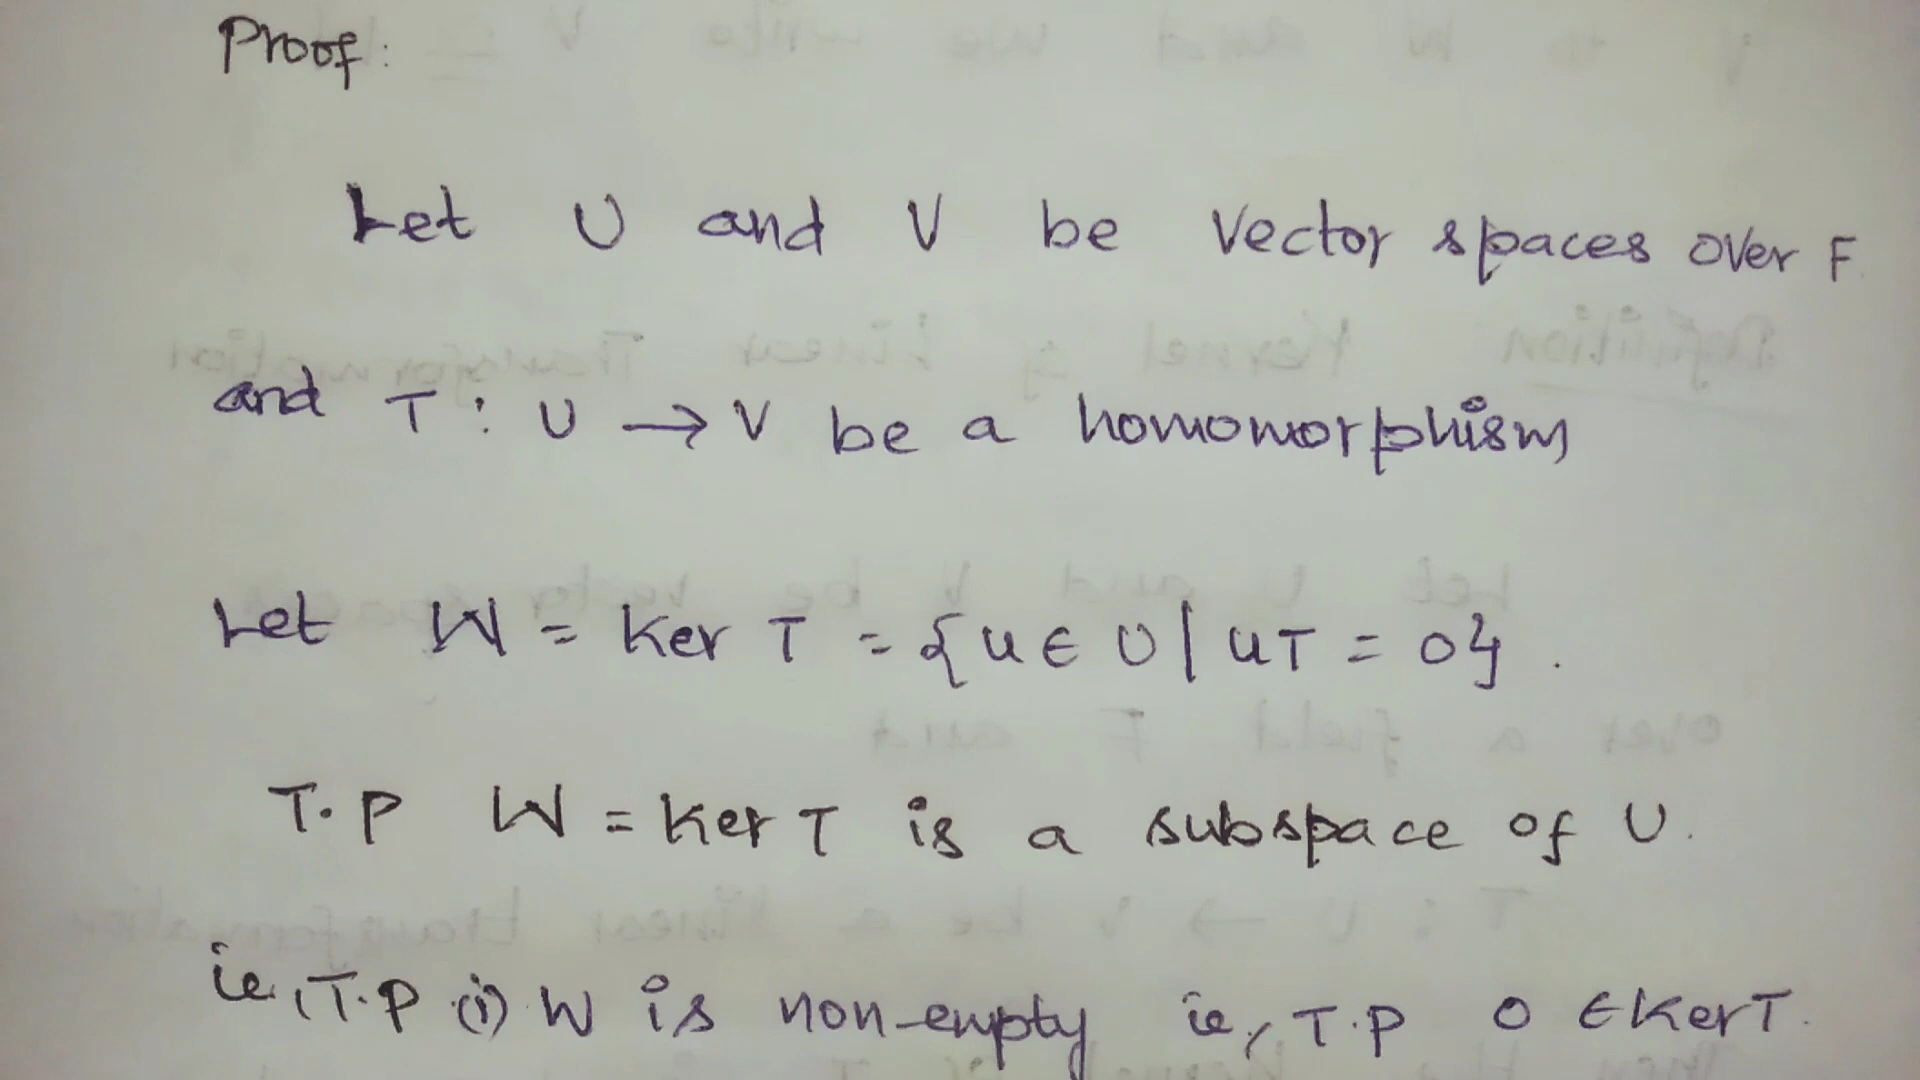 Proof:
Let U and V be vector spaces over F
and T : U → V be a homomorphism
Let W = Ker T = {u ∈ U | uT = 0} .
T.P W = Ker T is a subspace of U.
ie, T.P (i) W is non-empty ie, T.P 0 ∈ Ker T.